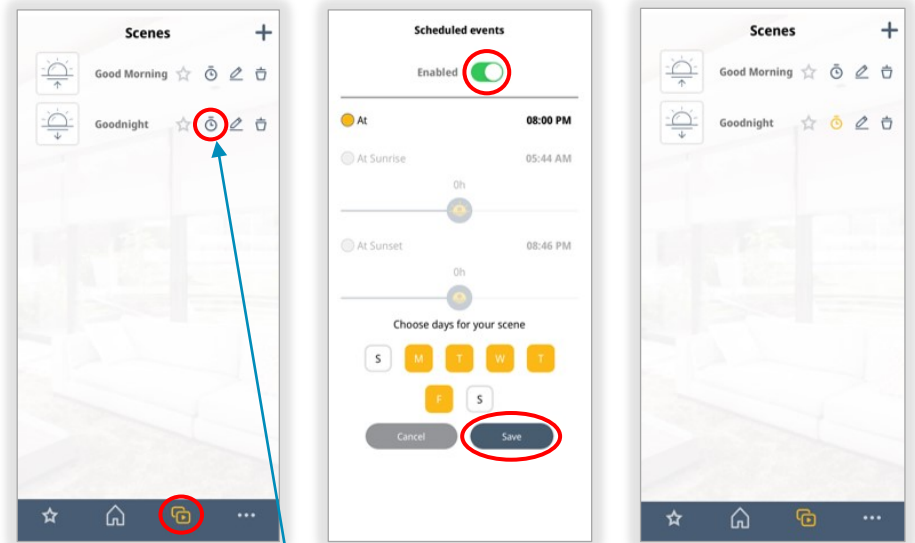 Scenes +
Good Morning
Goodnight
Scheduled events
Enabled
At 08:00 PM
At Sunrise 05:44 AM
0h
At Sunset 08:46 PM
0h
Choose days for your scene
S M T W T
F S
Cancel Save
Scenes +
Good Morning
Goodnight